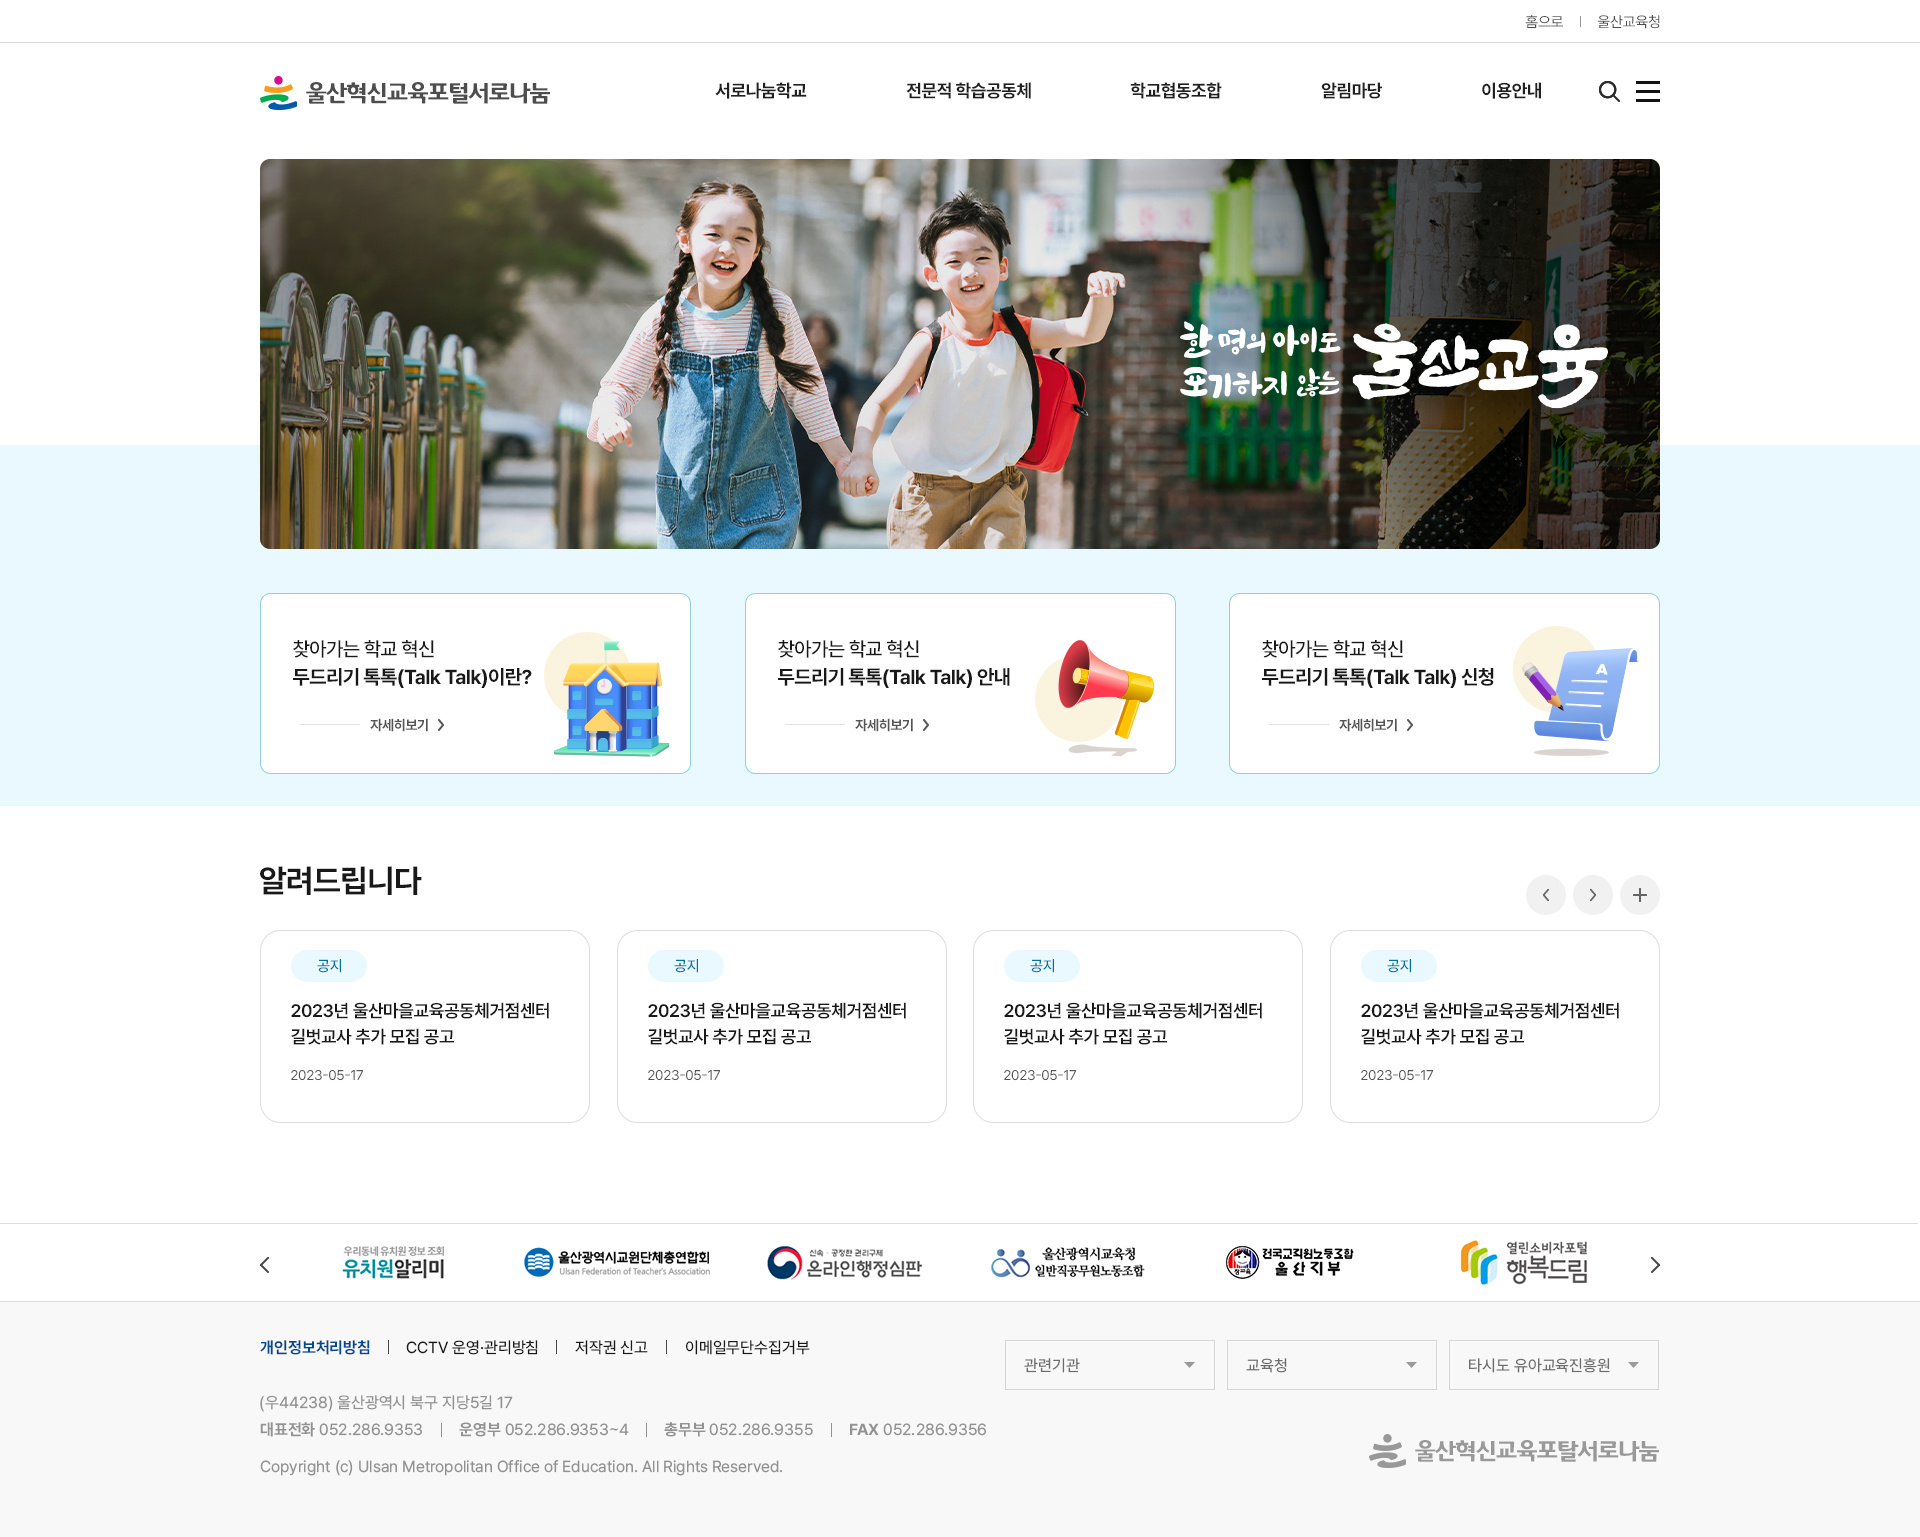 홈으로
울산교육청
울산혁신교육포털서로나눔
서로나눔학교
전문적 학습공동체
학교협동조합
알림마당
이용안내
한 명의 아이도
포기하지 않는
울산교육
찾아가는 학교 혁신
두드리기 톡톡(Talk Talk)이란?
자세히보기
찾아가는 학교 혁신
두드리기 톡톡(Talk Talk) 안내
자세히보기
찾아가는 학교 혁신
두드리기 톡톡(Talk Talk) 신청
자세히보기
A
알려드립니다
공지
2023년 울산마을교육공동체거점센터
길벗교사 추가 모집 공고
2023-05-17
공지
2023년 울산마을교육공동체거점센터
길벗교사 추가 모집 공고
2023-05-17
공지
2023년 울산마을교육공동체거점센터
길벗교사 추가 모집 공고
2023-05-17
공지
2023년 울산마을교육공동체거점센터
길벗교사 추가 모집 공고
2023-05-17
우리동네 유치원 정보 조회
유치원알리미
울산광역시교원단체총연합회
Ulsan Federation of Teacher's Association
신속·공정한 권리구제
온라인행정심판
울산광역시교육청
일반직공무원노동조합
참교육
전국교직원노동조합
울산지부
열린소비자포털
행복드림
개인정보처리방침
CCTV 운영·관리방침
저작권 신고
이메일무단수집거부
관련기관
교육청
타시도 유아교육진흥원
(우44238) 울산광역시 북구 지당5길 17
대표전화 052.286.9353
운영부 052.286.9353~4
총무부 052.286.9355
FAX 052.286.9356
Copyright (c) Ulsan Metropolitan Office of Education. All Rights Reserved.
울산혁신교육포탈서로나눔